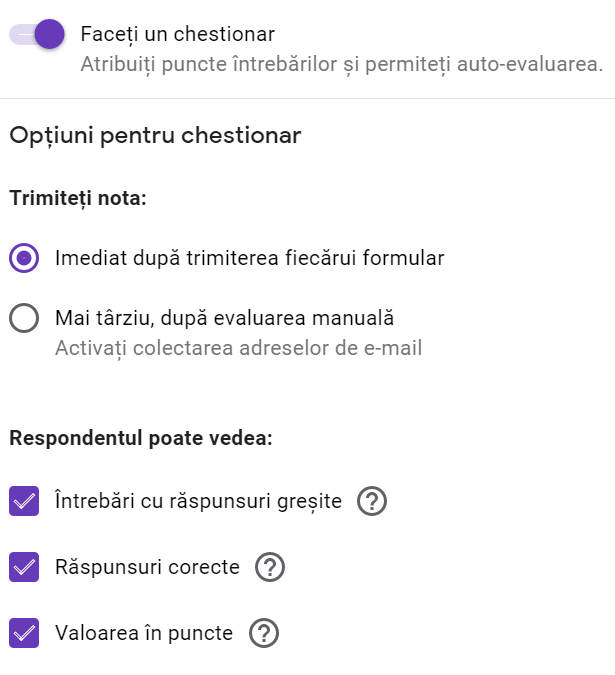 Faceți un chestionar
Atribuiți puncte întrebărilor și permiteți auto-evaluarea.
Opțiuni pentru chestionar
Trimiteți nota:
Imediat după trimiterea fiecărui formular
Mai târziu, după evaluarea manuală
Activați colectarea adreselor de e-mail
Respondentul poate vedea:
Întrebări cu răspunsuri greșite
Răspunsuri corecte
Valoarea în puncte